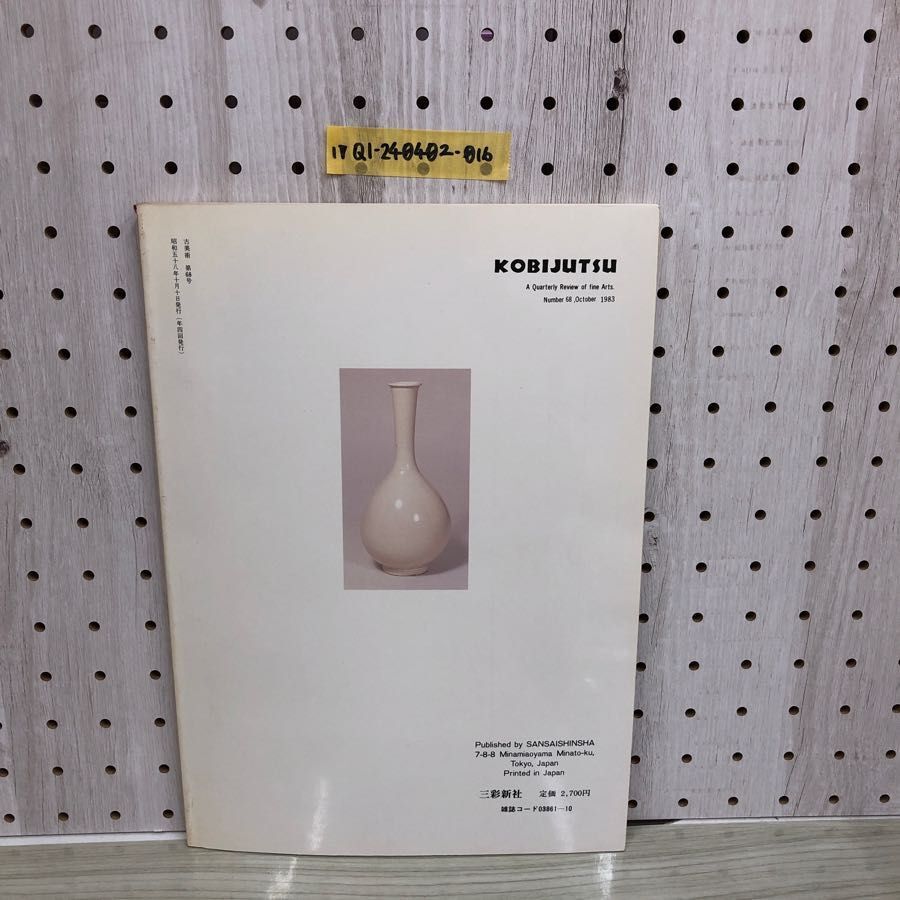 1▼Q1-240402-016
KOBIJUTSU
A Quarterly Review of fine Arts.
Number 68 ,October 1983
古美術 第68号
昭和五十八年十月十日発行(年四回発行)
Published by SANSAISHINSHA
7-8-8 Minamiaoyama Minato-ku,
Tokyo, Japan
Printed in Japan
三彩新社 定価 2,700円
雑誌コード03861—10